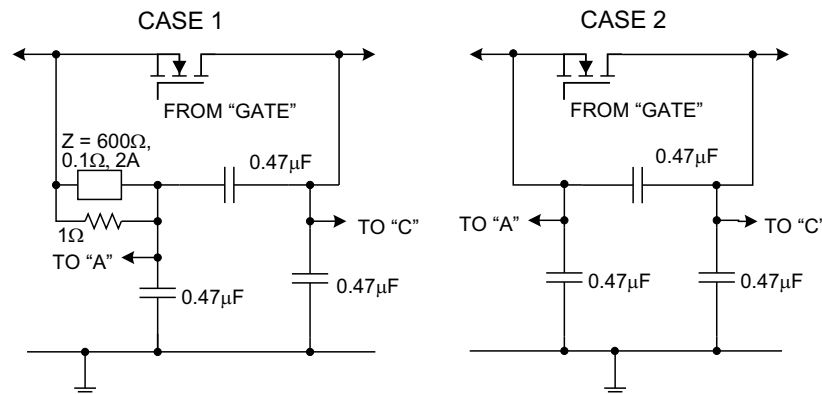 CASE 1
FROM “GATE”
Z = 600Ω,
0.1Ω, 2A
0.47μF
1Ω
TO “A”
TO “C”
0.47μF
0.47μF
CASE 2
FROM “GATE”
0.47μF
TO “A”
TO “C”
0.47μF
0.47μF